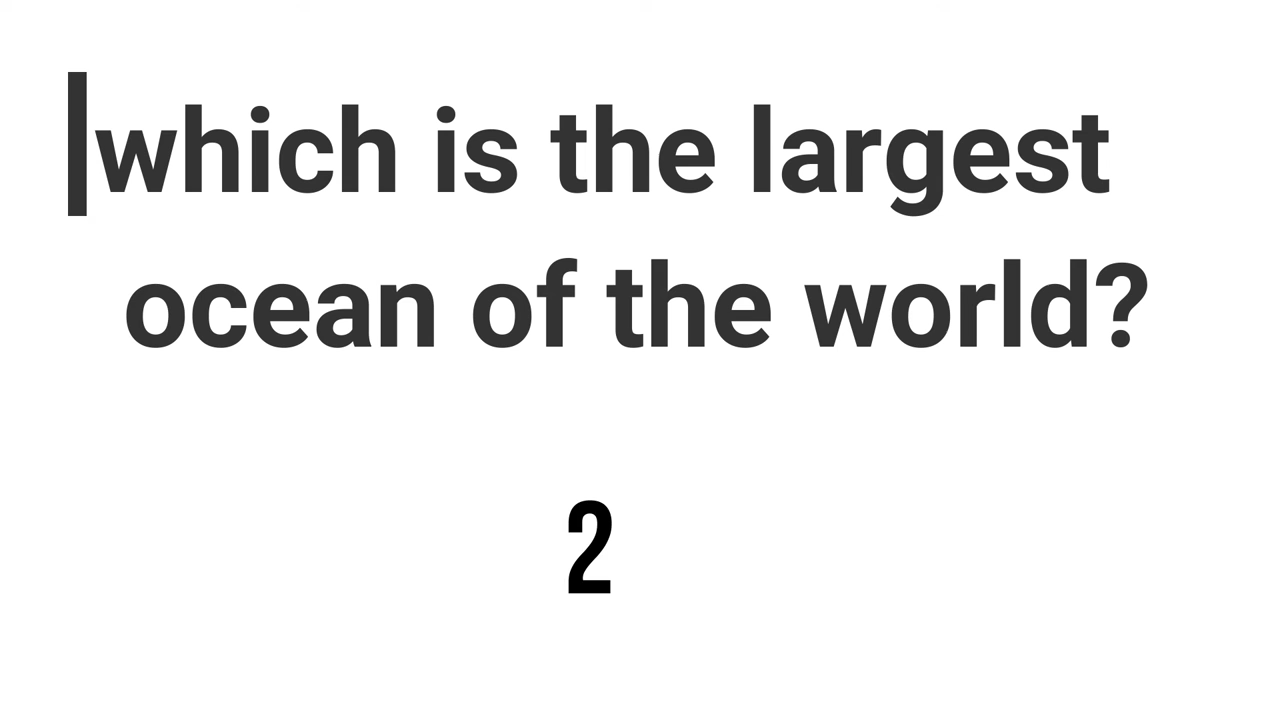 which is the largest
ocean of the world?
2